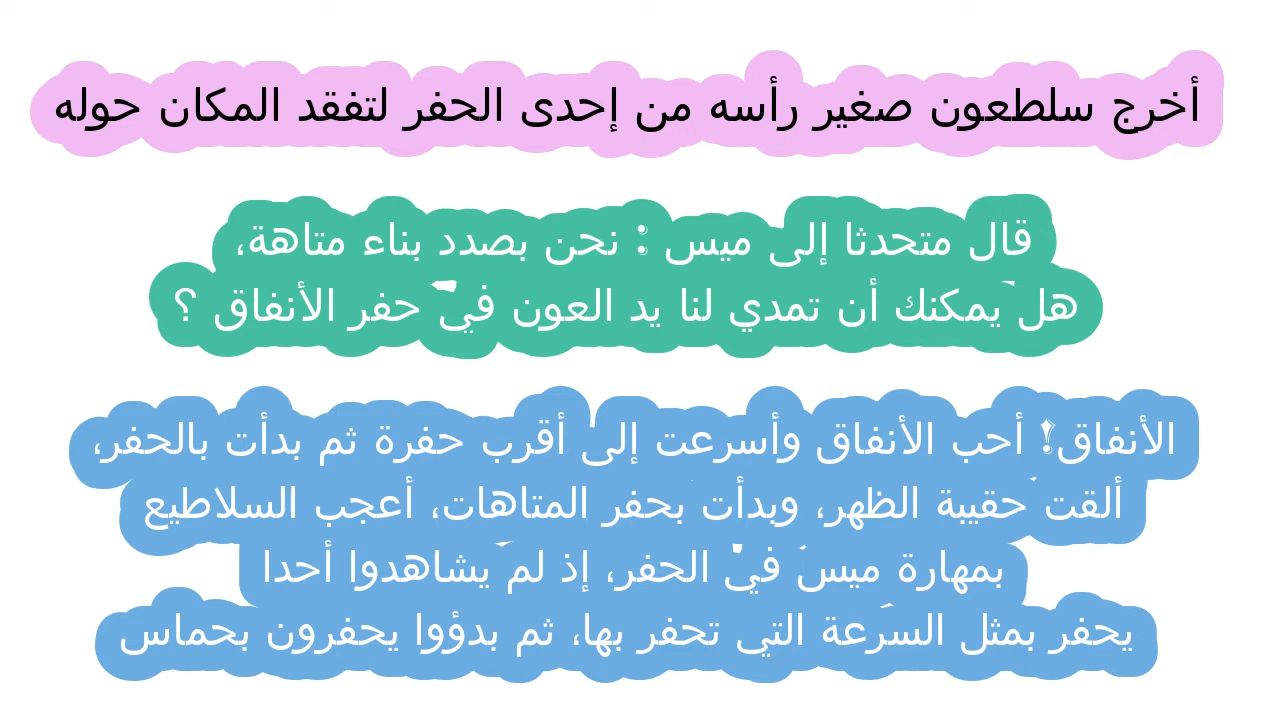 أخرج سلطعون صغير رأسه من إحدى الحفر لتفقد المكان حوله
قال متحدثا إلى ميس : نحن بصدد بناء متاهة،
هل يمكنك أن تمدي لنا يد العون في حفر الأنفاق ؟
الأنفاق! أحب الأنفاق وأسرعت إلى أقرب حفرة ثم بدأت بالحفر،
ألقت حقيبة الظهر، وبدأت بحفر المتاهات، أعجب السلاطيع
بمهارة ميس في الحفر، إذ لم يشاهدوا أحدا
يحفر بمثل السرعة التي تحفر بها، ثم بدؤوا يحفرون بحماس